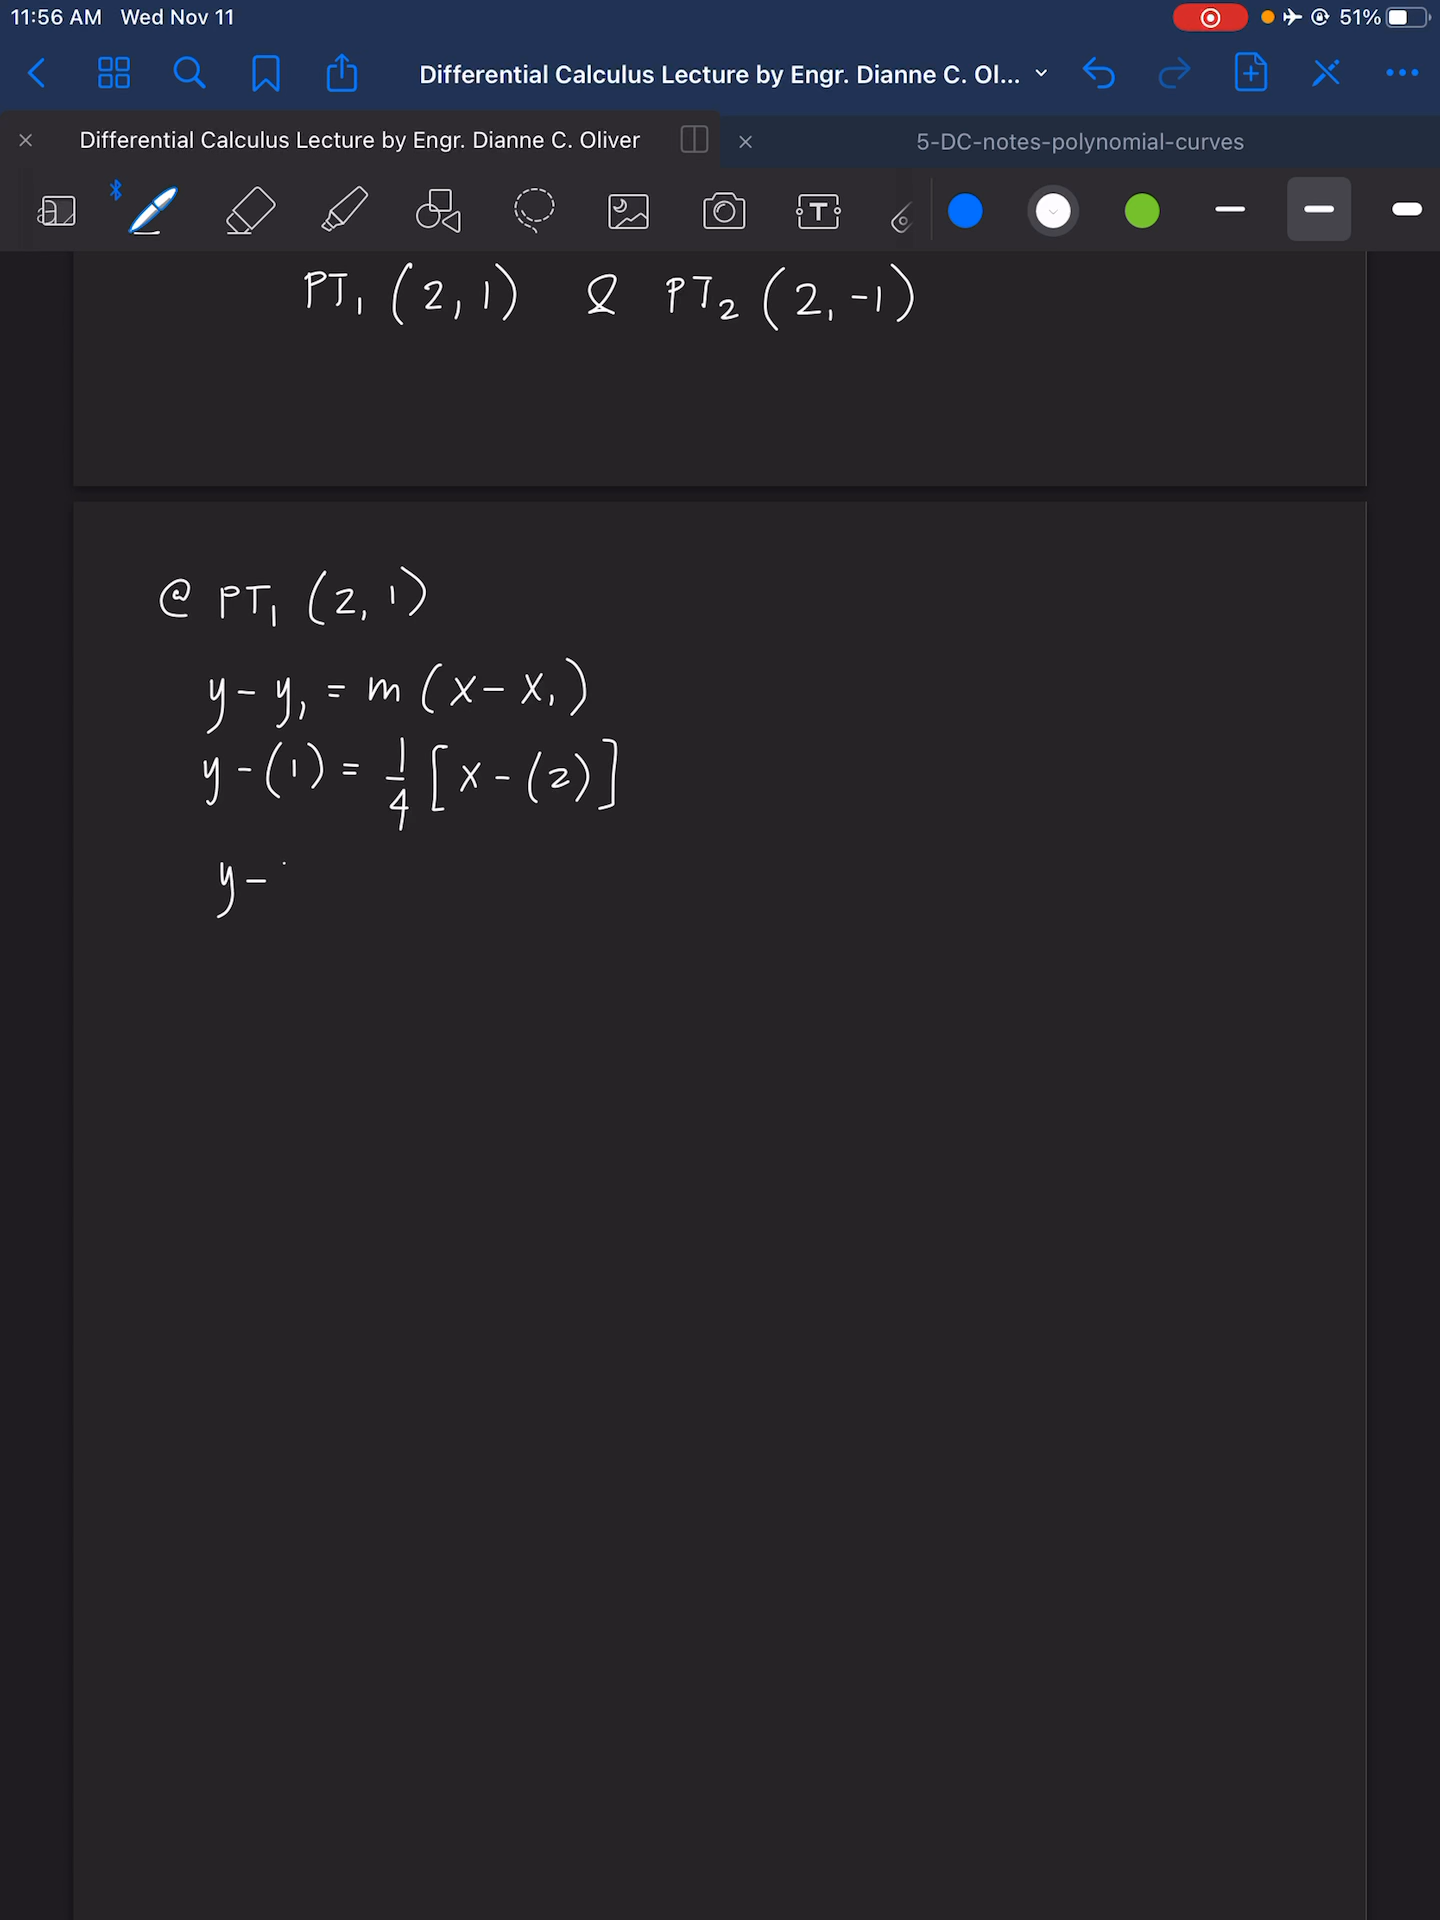 11:56 AM Wed Nov 11 51%
Differential Calculus Lecture by Engr. Dianne C. Ol...
Differential Calculus Lecture by Engr. Dianne C. Oliver 5-DC-notes-polynomial-curves
PT₁ (2, 1) & PT₂ (2, -1)
@ PT₁ (2, 1)
y - y₁ = m (x - x₁)
y - (1) = 1/4 [x - (2)]
y -